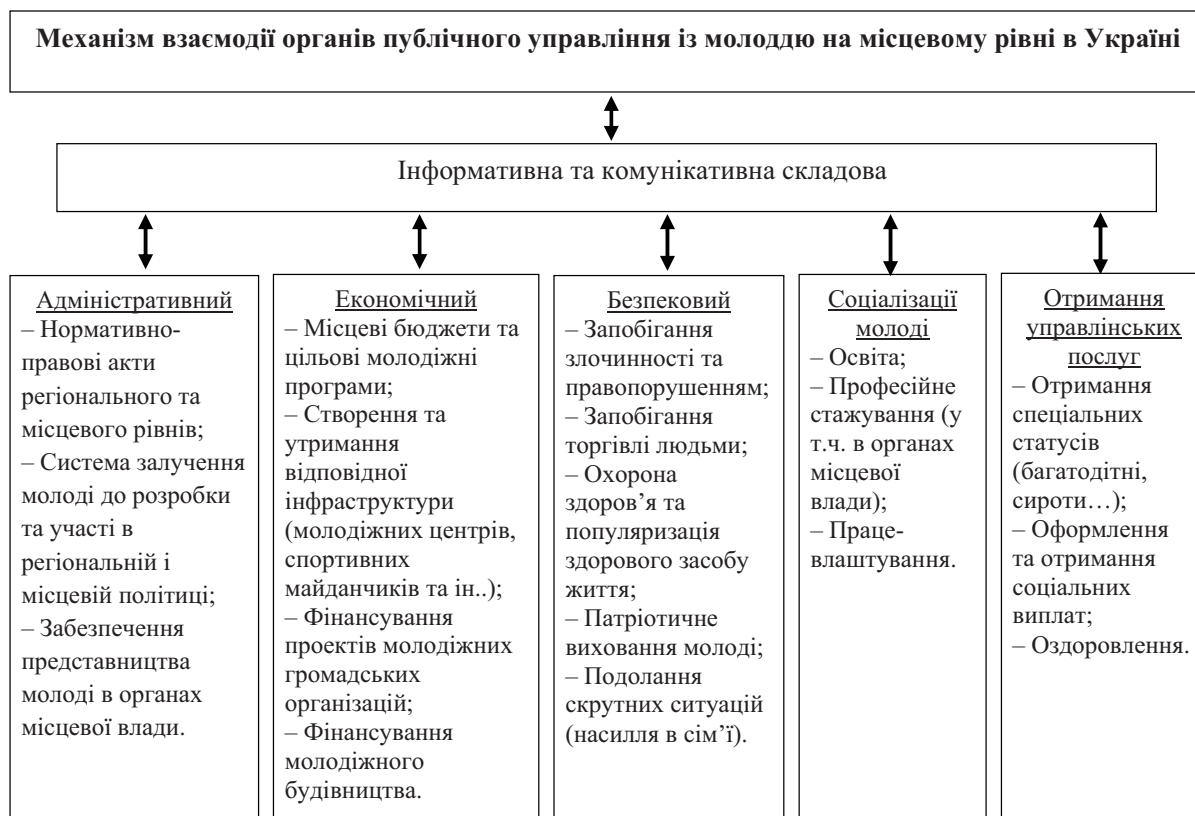 Механізм взаємодії органів публічного управління із молоддю на місцевому рівні в Україні
Інформативна та комунікативна складова
Адміністративний
– Нормативно-
правові акти
регіонального та
місцевого рівнів;
– Система залучення
молоді до розробки
та участі в
регіональній і
місцевій політиці;
– Забезпечення
представництва
молоді в органах
місцевої влади.
Економічний
– Місцеві бюджети та
цільові молодіжні
програми;
– Створення та
утримання
відповідної
інфраструктури
(молодіжних центрів,
спортивних
майданчиків та ін..);
– Фінансування
проектів молодіжних
громадських
організацій;
– Фінансування
молодіжного
будівництва.
Безпековий
– Запобігання
злочинності та
правопорушенням;
– Запобігання
торгівлі людьми;
– Охорона
здоров’я та
популяризація
здорового засобу
життя;
– Патріотичне
виховання молоді;
– Подолання
скрутних ситуацій
(насилля в сім’ї).
Соціалізації
молоді
– Освіта;
– Професійне
стажування (у
т.ч. в органах
місцевої
влади);
– Праце-
влаштування.
Отримання
управлінських
послуг
– Отримання
спеціальних
статусів
(багатодітні,
сироти…);
– Оформлення
та отримання
соціальних
виплат;
– Оздоровлення.